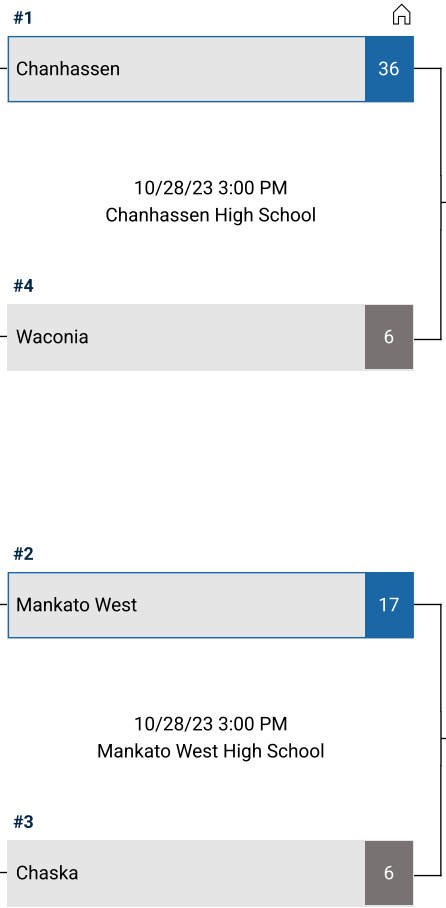 #1
Chanhassen 36
10/28/23 3:00 PM
Chanhassen High School
#4
Waconia 6
#2
Mankato West 17
10/28/23 3:00 PM
Mankato West High School
#3
Chaska 6